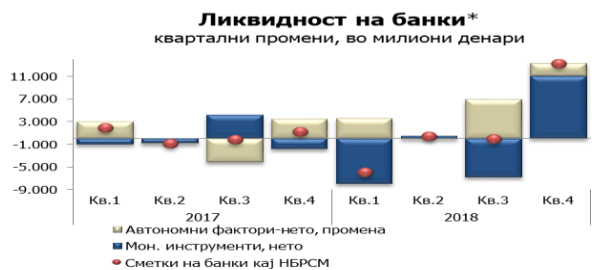 Ликвидност на банки*
квартални промени, во милиони денари
11.000
7.000
3.000
-1.000
-5.000
-9.000
Кв.1 Кв.2 Кв.3 Кв.4 Кв.1 Кв.2 Кв.3 Кв.4
2017 2018
Автономни фактори-нето, промена
Мон. инструменти, нето
Сметки на банки кај НБРСМ